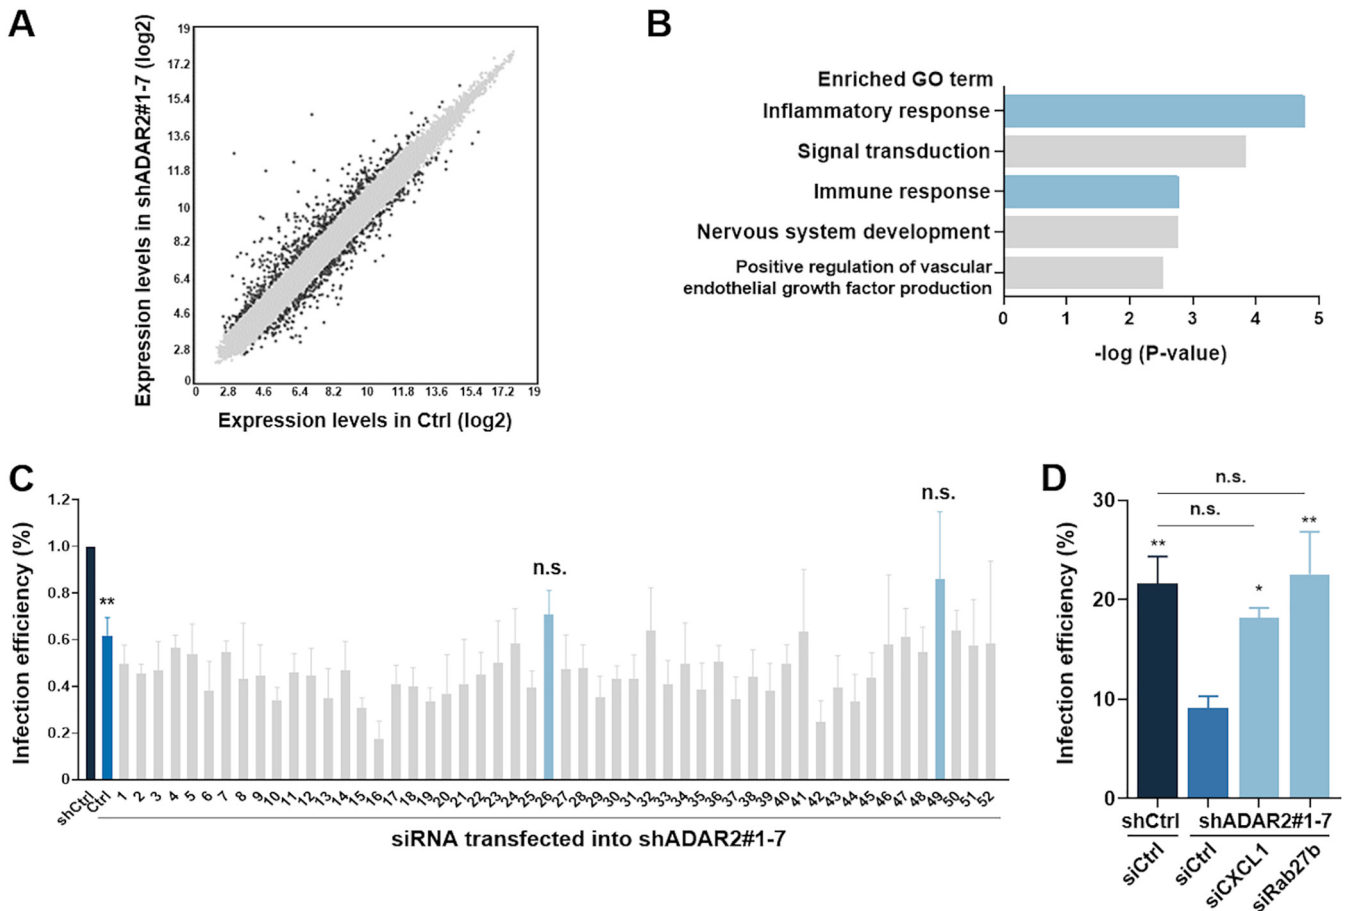 A
Expression levels in shADAR2#1-7 (log2)
19
17.2
15.4
13.6
11.8
10
8.2
6.4
4.6
2.8
0
0 2.8 4.6 6.4 8.2 10 11.8 13.6 15.4 17.2 19
Expression levels in Ctrl (log2)
B
Enriched GO term
Inflammatory response
Signal transduction
Immune response
Nervous system development
Positive regulation of vascular
endothelial growth factor production
0 1 2 3 4 5
-log (P-value)
C
Infection efficiency (%)
1.2
1.0
0.8
0.6
0.4
0.2
0
**
n.s.
n.s.
shCtrl Ctrl 1 2 3 4 5 6 7 8 9 10 11 12 13 14 15 16 17 18 19 20 21 22 23 24 25 26 27 28 29 30 31 32 33 34 35 36 37 38 39 40 41 42 43 44 45 46 47 48 49 50 51 52
siRNA transfected into shADAR2#1-7
D
Infection efficiency (%)
30
20
10
0
n.s.
n.s.
**
*
**
shCtrl shADAR2#1-7
siCtrl siCtrl siCXCL1 siRab27b